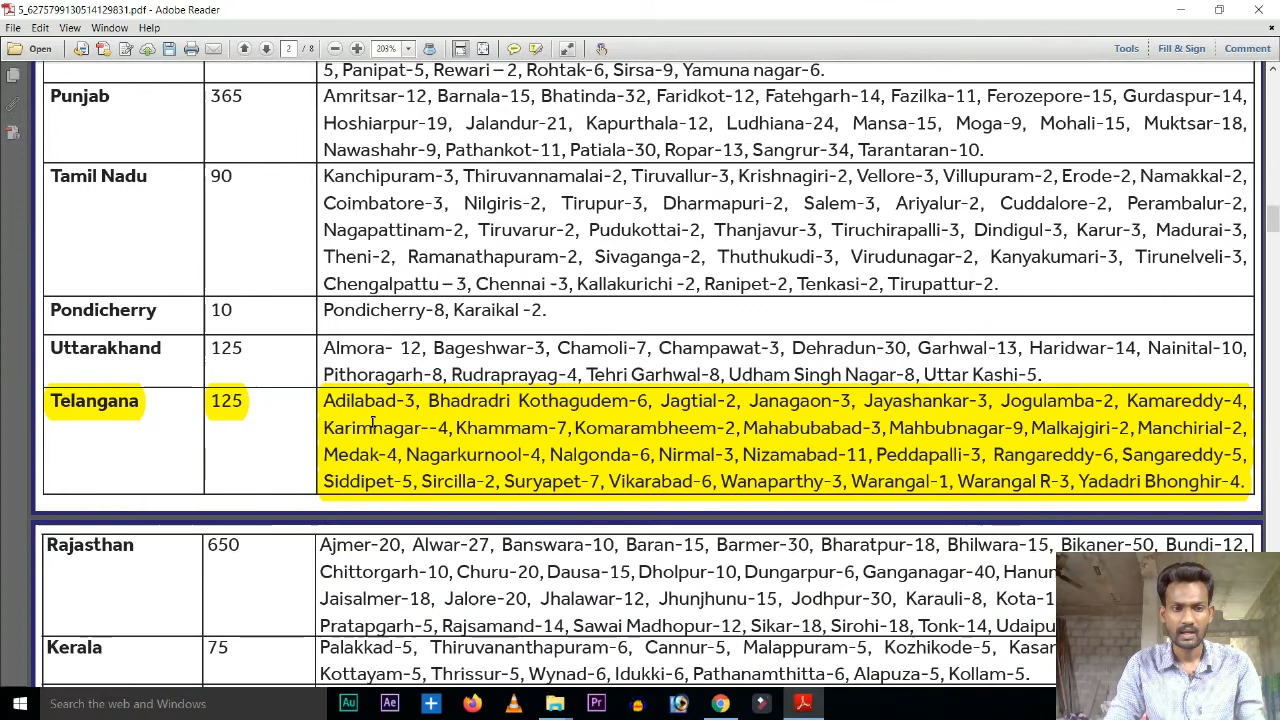 5_6275799130514129831.pdf - Adobe Reader
File Edit View Window Help
Open 2 / 8 203% Tools Fill & Sign Comment
5, Panipat-5, Rewari – 2, Rohtak-6, Sirsa-9, Yamuna nagar-6.
Punjab 365 Amritsar-12, Barnala-15, Bhatinda-32, Faridkot-12, Fatehgarh-14, Fazilka-11, Ferozepore-15, Gurdaspur-14,
Hoshiarpur-19, Jalandur-21, Kapurthala-12, Ludhiana-24, Mansa-15, Moga-9, Mohali-15, Muktsar-18,
Nawashahr-9, Pathankot-11, Patiala-30, Ropar-13, Sangrur-34, Tarantaran-10.
Tamil Nadu 90 Kanchipuram-3, Thiruvannamalai-2, Tiruvallur-3, Krishnagiri-2, Vellore-3, Villupuram-2, Erode-2, Namakkal-2,
Coimbatore-3, Nilgiris-2, Tirupur-3, Dharmapuri-2, Salem-3, Ariyalur-2, Cuddalore-2, Perambalur-2,
Nagapattinam-2, Tiruvarur-2, Pudukottai-2, Thanjavur-3, Tiruchirapalli-3, Dindigul-3, Karur-3, Madurai-3,
Theni-2, Ramanathapuram-2, Sivaganga-2, Thuthukudi-3, Virudunagar-2, Kanyakumari-3, Tirunelveli-3,
Chengalpattu – 3, Chennai -3, Kallakurichi -2, Ranipet-2, Tenkasi-2, Tirupattur-2.
Pondicherry 10 Pondicherry-8, Karaikal -2.
Uttarakhand 125 Almora- 12, Bageshwar-3, Chamoli-7, Champawat-3, Dehradun-30, Garhwal-13, Haridwar-14, Nainital-10,
Pithoragarh-8, Rudraprayag-4, Tehri Garhwal-8, Udham Singh Nagar-8, Uttar Kashi-5.
Telangana 125 Adilabad-3, Bhadradri Kothagudem-6, Jagtial-2, Janagaon-3, Jayashankar-3, Jogulamba-2, Kamareddy-4,
Karimnagar--4, Khammam-7, Komarambheem-2, Mahabubabad-3, Mahbubnagar-9, Malkajgiri-2, Manchirial-2,
Medak-4, Nagarkurnool-4, Nalgonda-6, Nirmal-3, Nizamabad-11, Peddapalli-3, Rangareddy-6, Sangareddy-5,
Siddipet-5, Sircilla-2, Suryapet-7, Vikarabad-6, Wanaparthy-3, Warangal-1, Warangal R-3, Yadadri Bhonghir-4.
Rajasthan 650 Ajmer-20, Alwar-27, Banswara-10, Baran-15, Barmer-30, Bharatpur-18, Bhilwara-15, Bikaner-50, Bundi-12,
Chittorgarh-10, Churu-20, Dausa-15, Dholpur-10, Dungarpur-6, Ganganagar-40,
Jaisalmer-18, Jalore-20, Jhalawar-12, Jhunjhunu-15, Jodhpur-30, Karauli-8,
Pratapgarh-5, Rajsamand-14, Sawai Madhopur-12, Sikar-18, Sirohi-18, Tonk-14,
Kerala 75 Palakkad-5, Thiruvananthapuram-6, Cannur-5, Malappuram-5, Kozhikode-5,
Kottayam-5, Thrissur-5, Wynad-6, Idukki-6, Pathanamthitta-6, Alapuza-5, Kollam-5.
Search the web and Windows Au Ae Pr